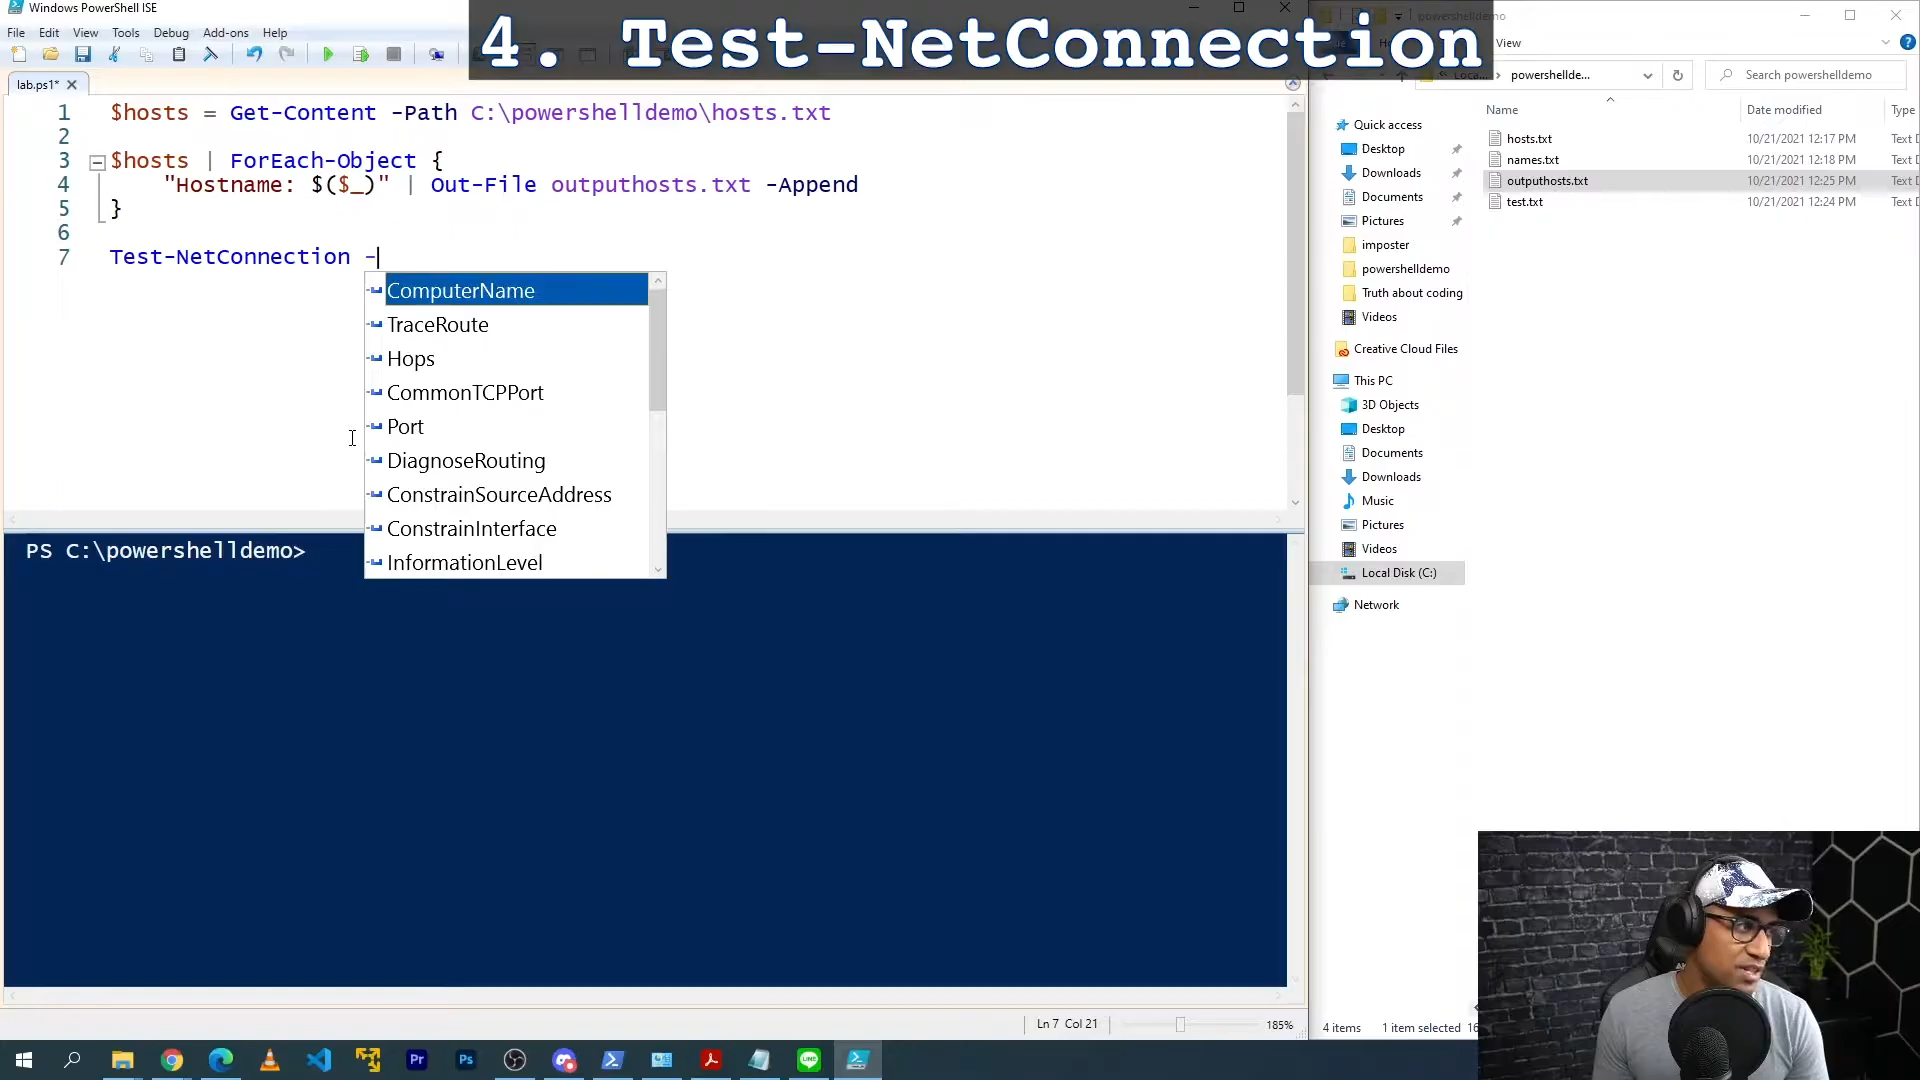 Windows PowerShell ISE
4. Test-NetConnection
powershelldemo
File Edit View Tools Debug Add-ons Help
View
lab.ps1* X
1 $hosts = Get-Content -Path C:\powershelldemo\hosts.txt
2
3 $hosts | ForEach-Object {
4 "Hostname: $($_)" | Out-File outputhosts.txt -Append
5 }
6
7 Test-NetConnection -
ComputerName
TraceRoute
Hops
CommonTCPPort
Port
DiagnoseRouting
ConstrainSourceAddress
ConstrainInterface
InformationLevel
PS C:\powershelldemo>
Ln 7 Col 21
185%
« Loca... › powershellde...
Search powershelldemo
Name Date modified Type
hosts.txt 10/21/2021 12:17 PM Text D
names.txt 10/21/2021 12:18 PM Text D
outputhosts.txt 10/21/2021 12:25 PM Text D
test.txt 10/21/2021 12:24 PM Text D
Quick access
Desktop
Downloads
Documents
Pictures
imposter
powershelldemo
Truth about coding
Videos
Creative Cloud Files
This PC
3D Objects
Desktop
Documents
Downloads
Music
Pictures
Videos
Local Disk (C:)
Network
4 items 1 item selected 16
Pr
Ps
LINE